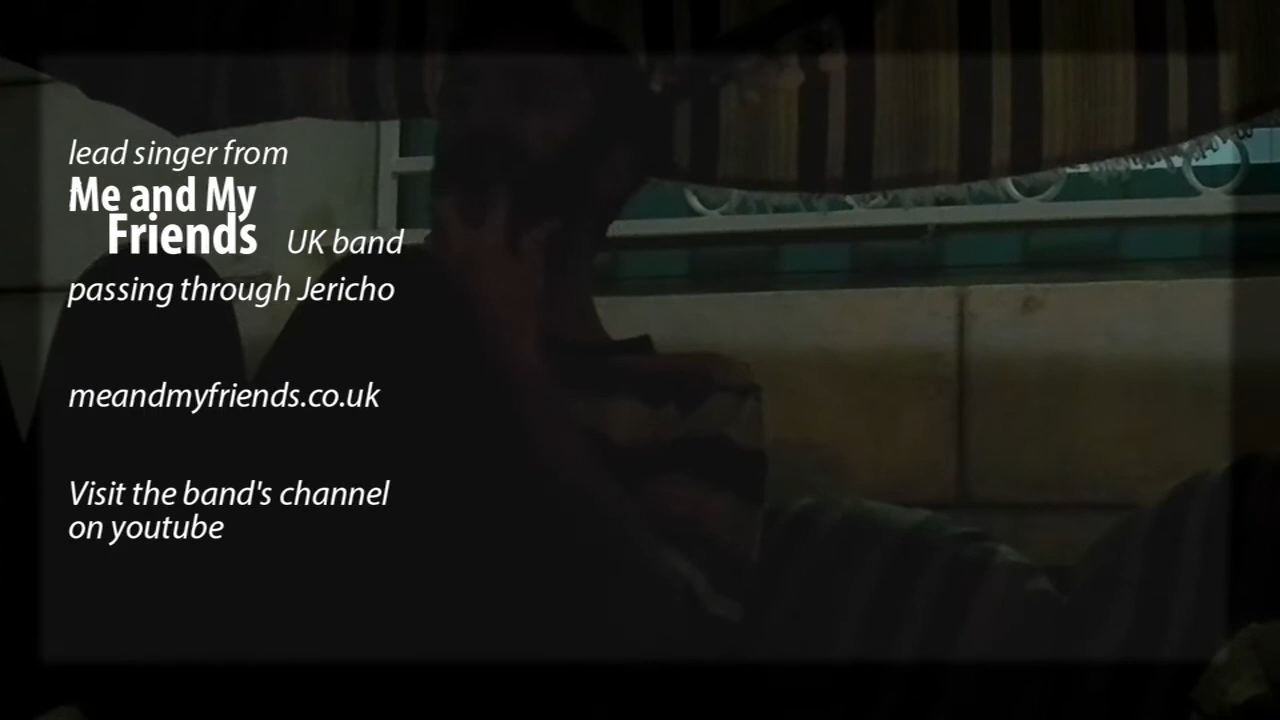 lead singer from
Me and My
Friends UK band
passing through Jericho
meandmyfriends.co.uk
Visit the band's channel
on youtube